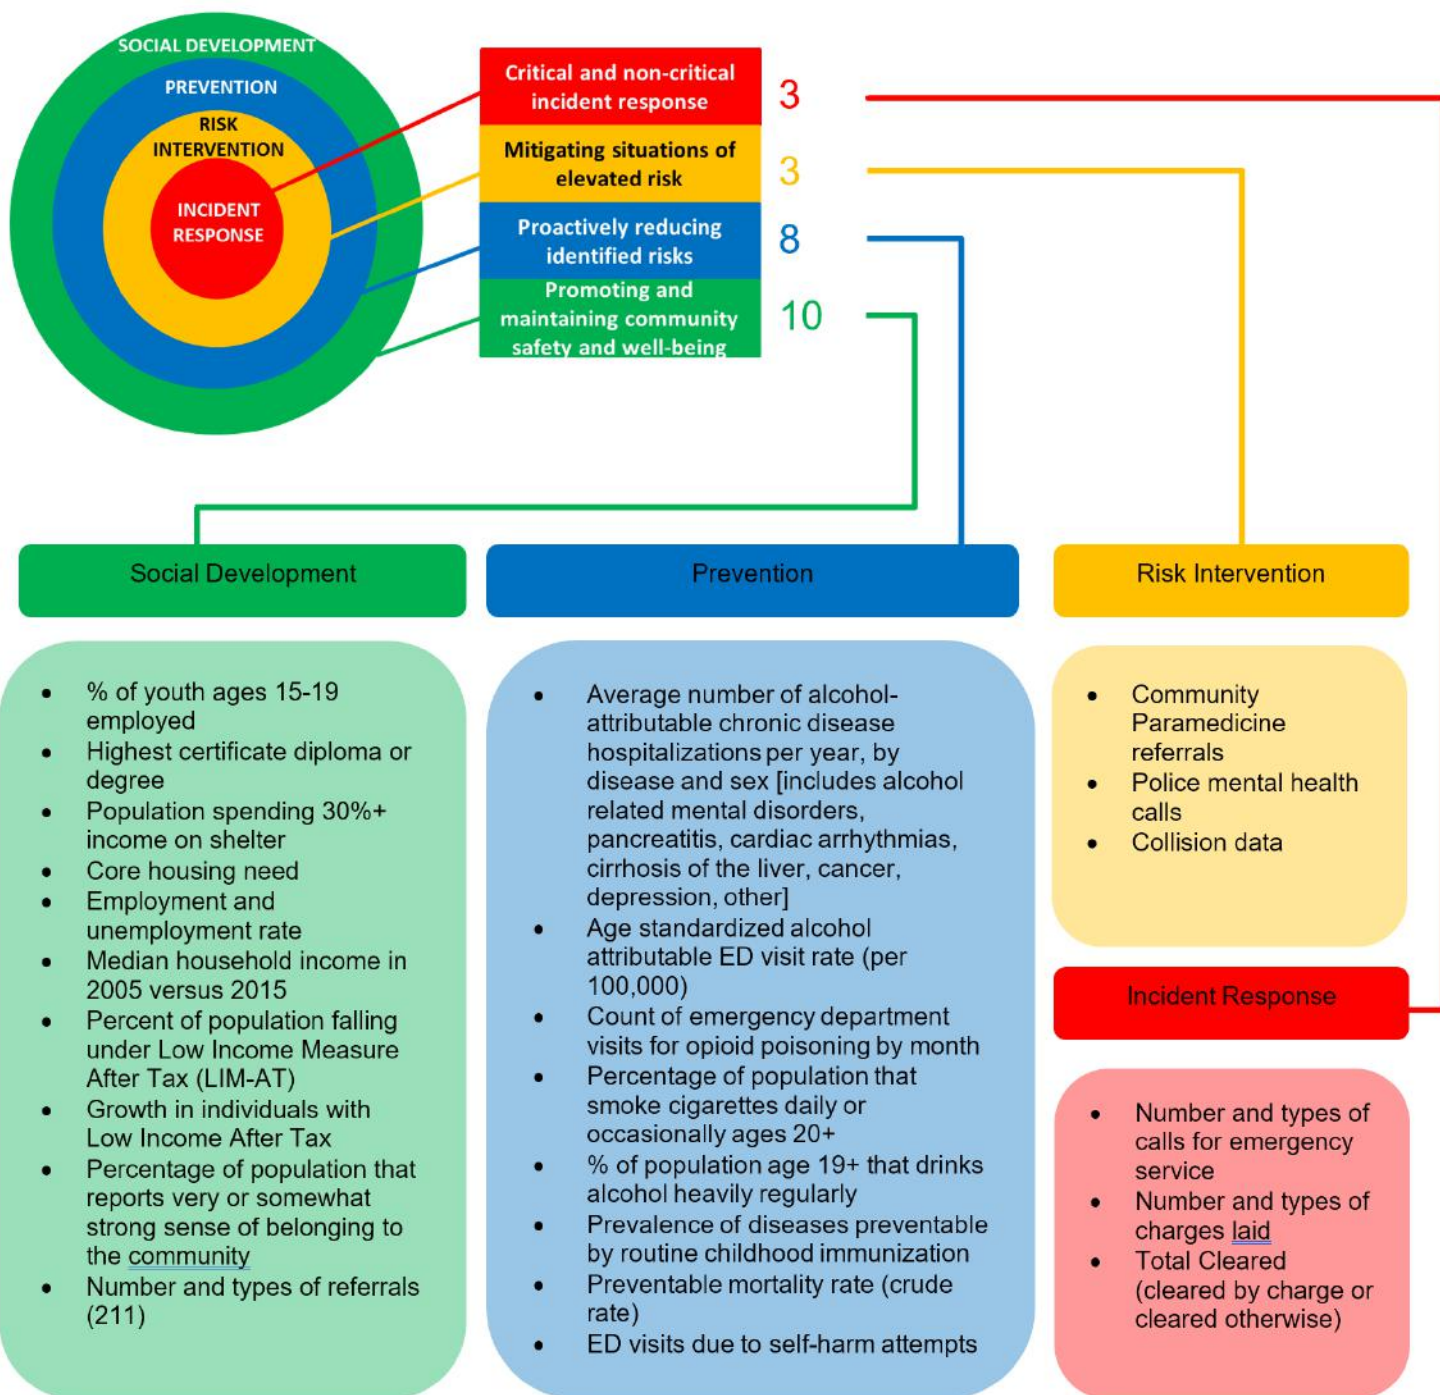 SOCIAL DEVELOPMENT
PREVENTION
RISK
INTERVENTION
INCIDENT
RESPONSE
Critical and non-critical
incident response
3
Mitigating situations of
elevated risk
3
Proactively reducing
identified risks
8
Promoting and
maintaining community
safety and well-being
10
Social Development
• % of youth ages 15-19
employed
• Highest certificate diploma or
degree
• Population spending 30%+
income on shelter
• Core housing need
• Employment and
unemployment rate
• Median household income in
2005 versus 2015
• Percent of population falling
under Low Income Measure
After Tax (LIM-AT)
• Growth in individuals with
Low Income After Tax
• Percentage of population that
reports very or somewhat
strong sense of belonging to
the community
• Number and types of referrals
(211)
Prevention
• Average number of alcohol-
attributable chronic disease
hospitalizations per year, by
disease and sex [includes alcohol
related mental disorders,
pancreatitis, cardiac arrhythmias,
cirrhosis of the liver, cancer,
depression, other]
• Age standardized alcohol
attributable ED visit rate (per
100,000)
• Count of emergency department
visits for opioid poisoning by month
• Percentage of population that
smoke cigarettes daily or
occasionally ages 20+
• % of population age 19+ that drinks
alcohol heavily regularly
• Prevalence of diseases preventable
by routine childhood immunization
• Preventable mortality rate (crude
rate)
• ED visits due to self-harm attempts
Risk Intervention
• Community
Paramedicine
referrals
• Police mental health
calls
• Collision data
Incident Response
• Number and types of
calls for emergency
service
• Number and types of
charges laid
• Total Cleared
(cleared by charge or
cleared otherwise)